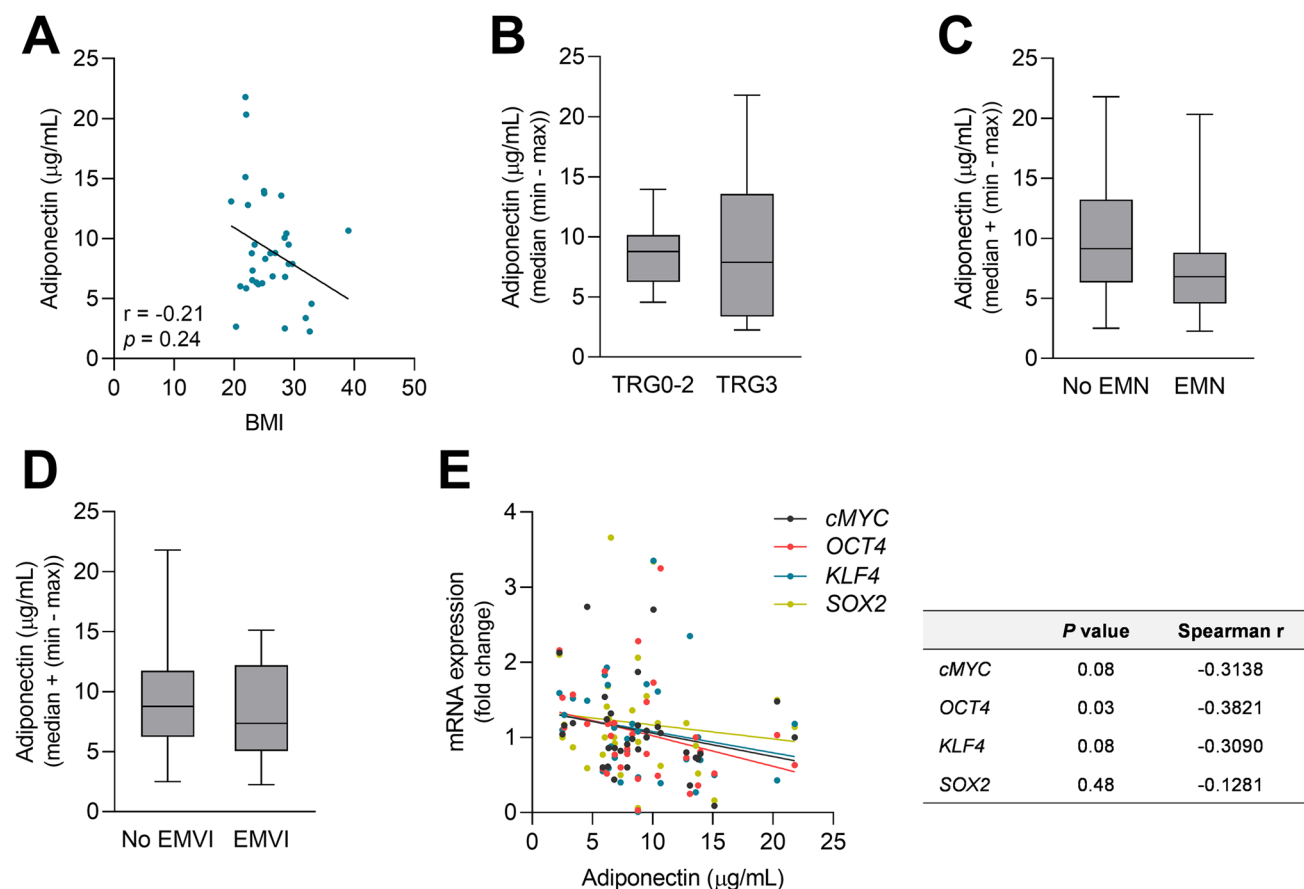 A
Adiponectin (µg/mL)
25
20
15
10
5
0
r = -0.21
p = 0.24
0 10 20 30 40 50
BMI
B
Adiponectin (µg/mL)
(median (min - max))
25
20
15
10
5
0
TRG0-2 TRG3
C
Adiponectin (µg/mL)
(median + (min - max))
25
20
15
10
5
0
No EMN EMN
D
Adiponectin (µg/mL)
(median + (min - max))
25
20
15
10
5
0
No EMVI EMVI
E
mRNA expression
(fold change)
4
3
2
1
0
cMYC
OCT4
KLF4
SOX2
0 5 10 15 20 25
Adiponectin (µg/mL)
P value Spearman r
cMYC 0.08 -0.3138
OCT4 0.03 -0.3821
KLF4 0.08 -0.3090
SOX2 0.48 -0.1281